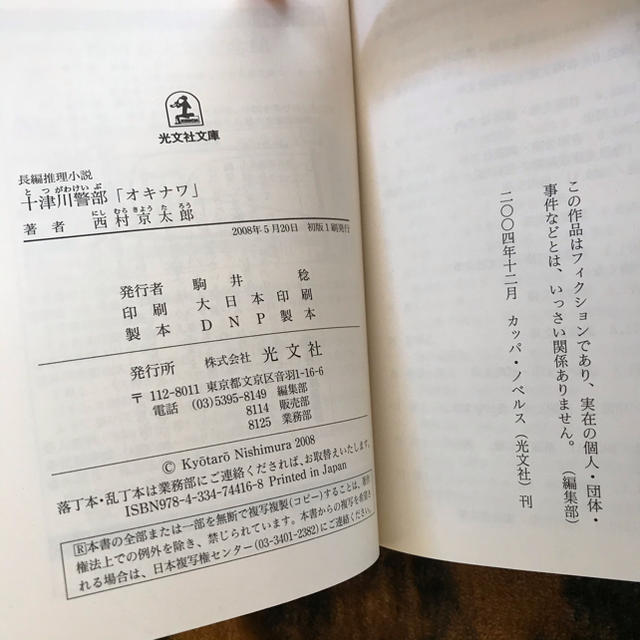 この作品はフィクションであり、実在の個人・団体・
事件などとは、いっさい関係ありません。
(編集部)
二〇〇四年十二月 カッパ・ノベルス(光文社)刊
光文社文庫
長編推理小説
とつがわけいぶ
十津川警部「オキナワ」
にしむらきょうたろう
著者 西村京太郎
2008年5月20日 初版1刷発行
発行者 駒井 稔
印刷 大日本印刷
製本 DNP製本
発行所 株式会社 光文社
〒112-8011 東京都文京区音羽1-16-6
電話 (03)5395-8149 編集部
8114 販売部
8125 業務部
© Kyōtarō Nishimura 2008
落丁本・乱丁本は業務部にご連絡くだされば、お取替えいたします。
ISBN978-4-334-74416-8 Printed in Japan
R本書の全部または一部を無断で複写複製(コピー)することは、著作
権法上での例外を除き、禁じられています。本書からの複写を希望さ
れる場合は、日本複写権センター(03-3401-2382)にご連絡ください。